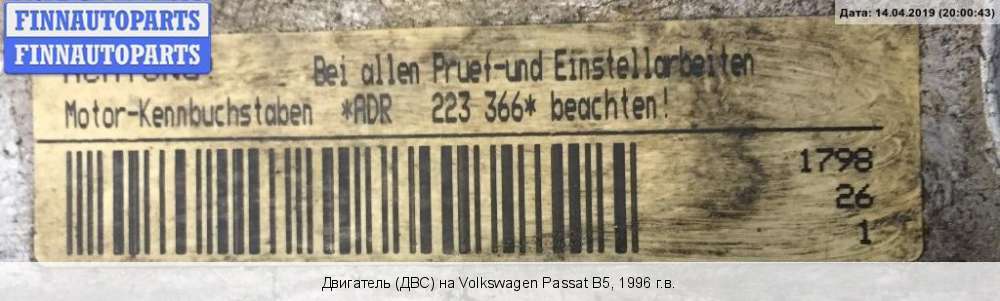 FINNAUTOPARTS
FINNAUTOPARTS
Дата: 14.04.2019 (20:00:43)
Bei allen Pruef-und Einstellarbeiten
Motor-Kennbuchstaben *ADR 223 366* beachten!
1798
26
1
Двигатель (ДВС) на Volkswagen Passat B5, 1996 г.в.